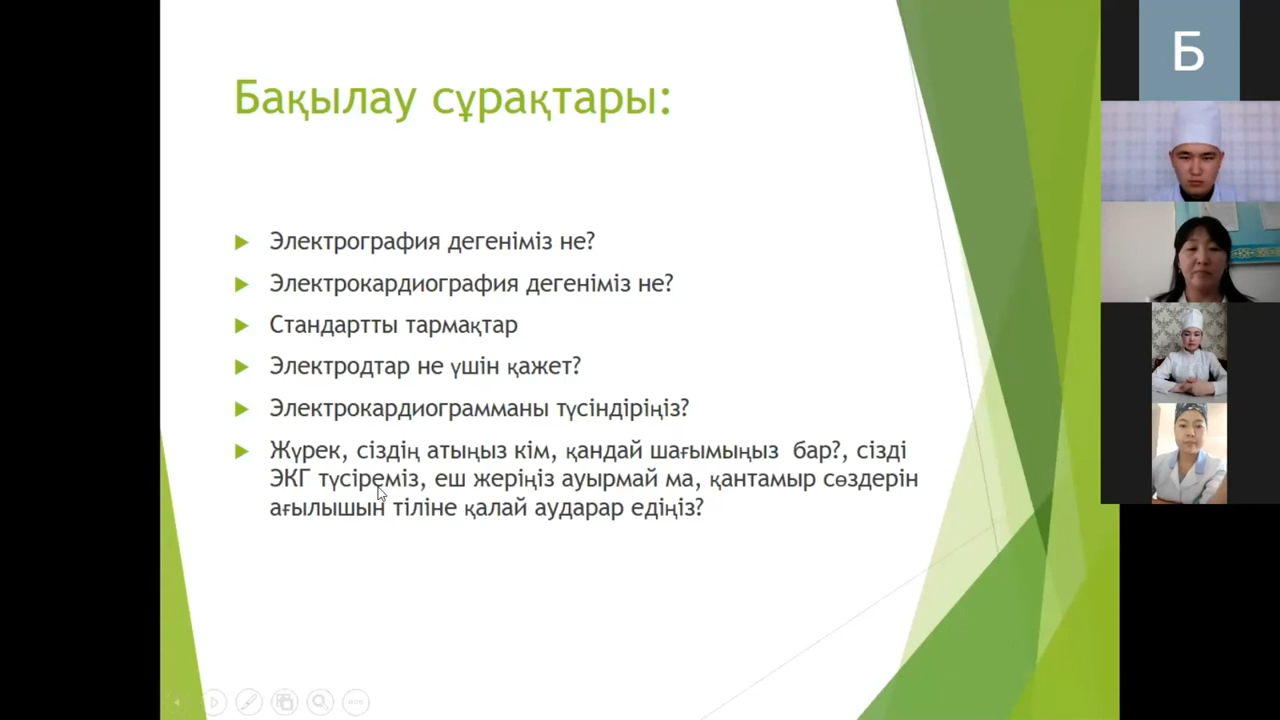 Бақылау сұрақтары:
Электрография дегеніміз не?
Электрокардиография дегеніміз не?
Стандартты тармақтар
Электродтар не үшін қажет?
Электрокардиограмманы түсіндіріңіз?
Жүрек, сіздің атыңыз кім, қандай шағымыңыз бар?, сізді
ЭКГ түсіреміз, еш жеріңіз ауырмай ма, қантамыр сөздерін
ағылышын тіліне қалай аударар едіңіз?
Б